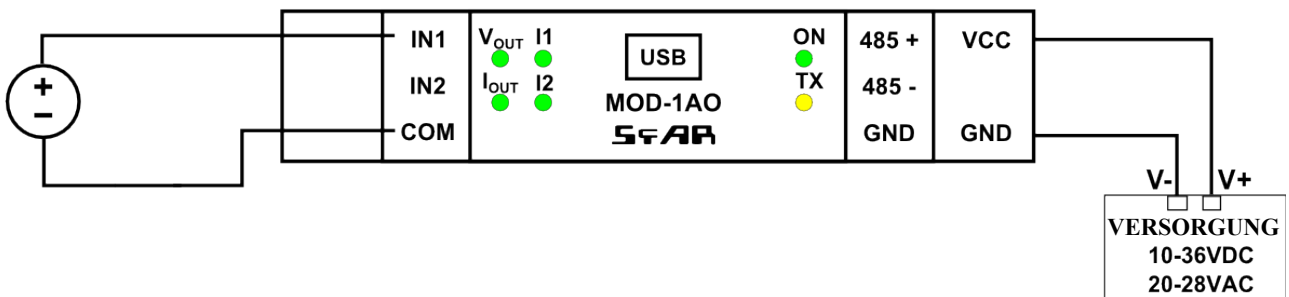 IN1
IN2
COM
VOUT I1
IOUT I2
USB
MOD-1AO
SFAR
ON
TX
485 +
485 -
GND
VCC
GND
V- V+
VERSORGUNG
10-36VDC
20-28VAC
+
−